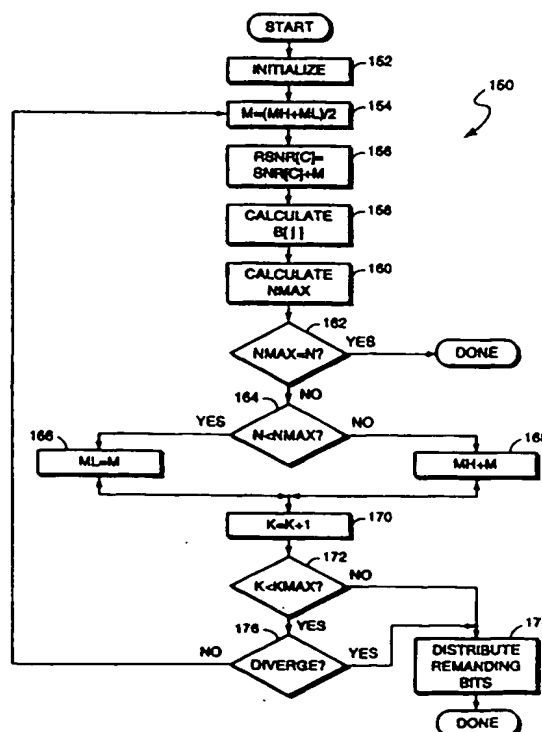 START
INITIALIZE
152
150
M=(MH+ML)/2
154
RSNR[C]=
SNR[C]+M
156
CALCULATE
B[ ]
158
CALCULATE
NMAX
160
162
NMAX=N?
YES
DONE
NO
164
N<NMAX?
YES
NO
166
ML=M
MH+M
168
K=K+1
170
172
K<KMAX?
NO
YES
176
DIVERGE?
NO
YES
17
DISTRIBUTE
REMANDING
BITS
DONE